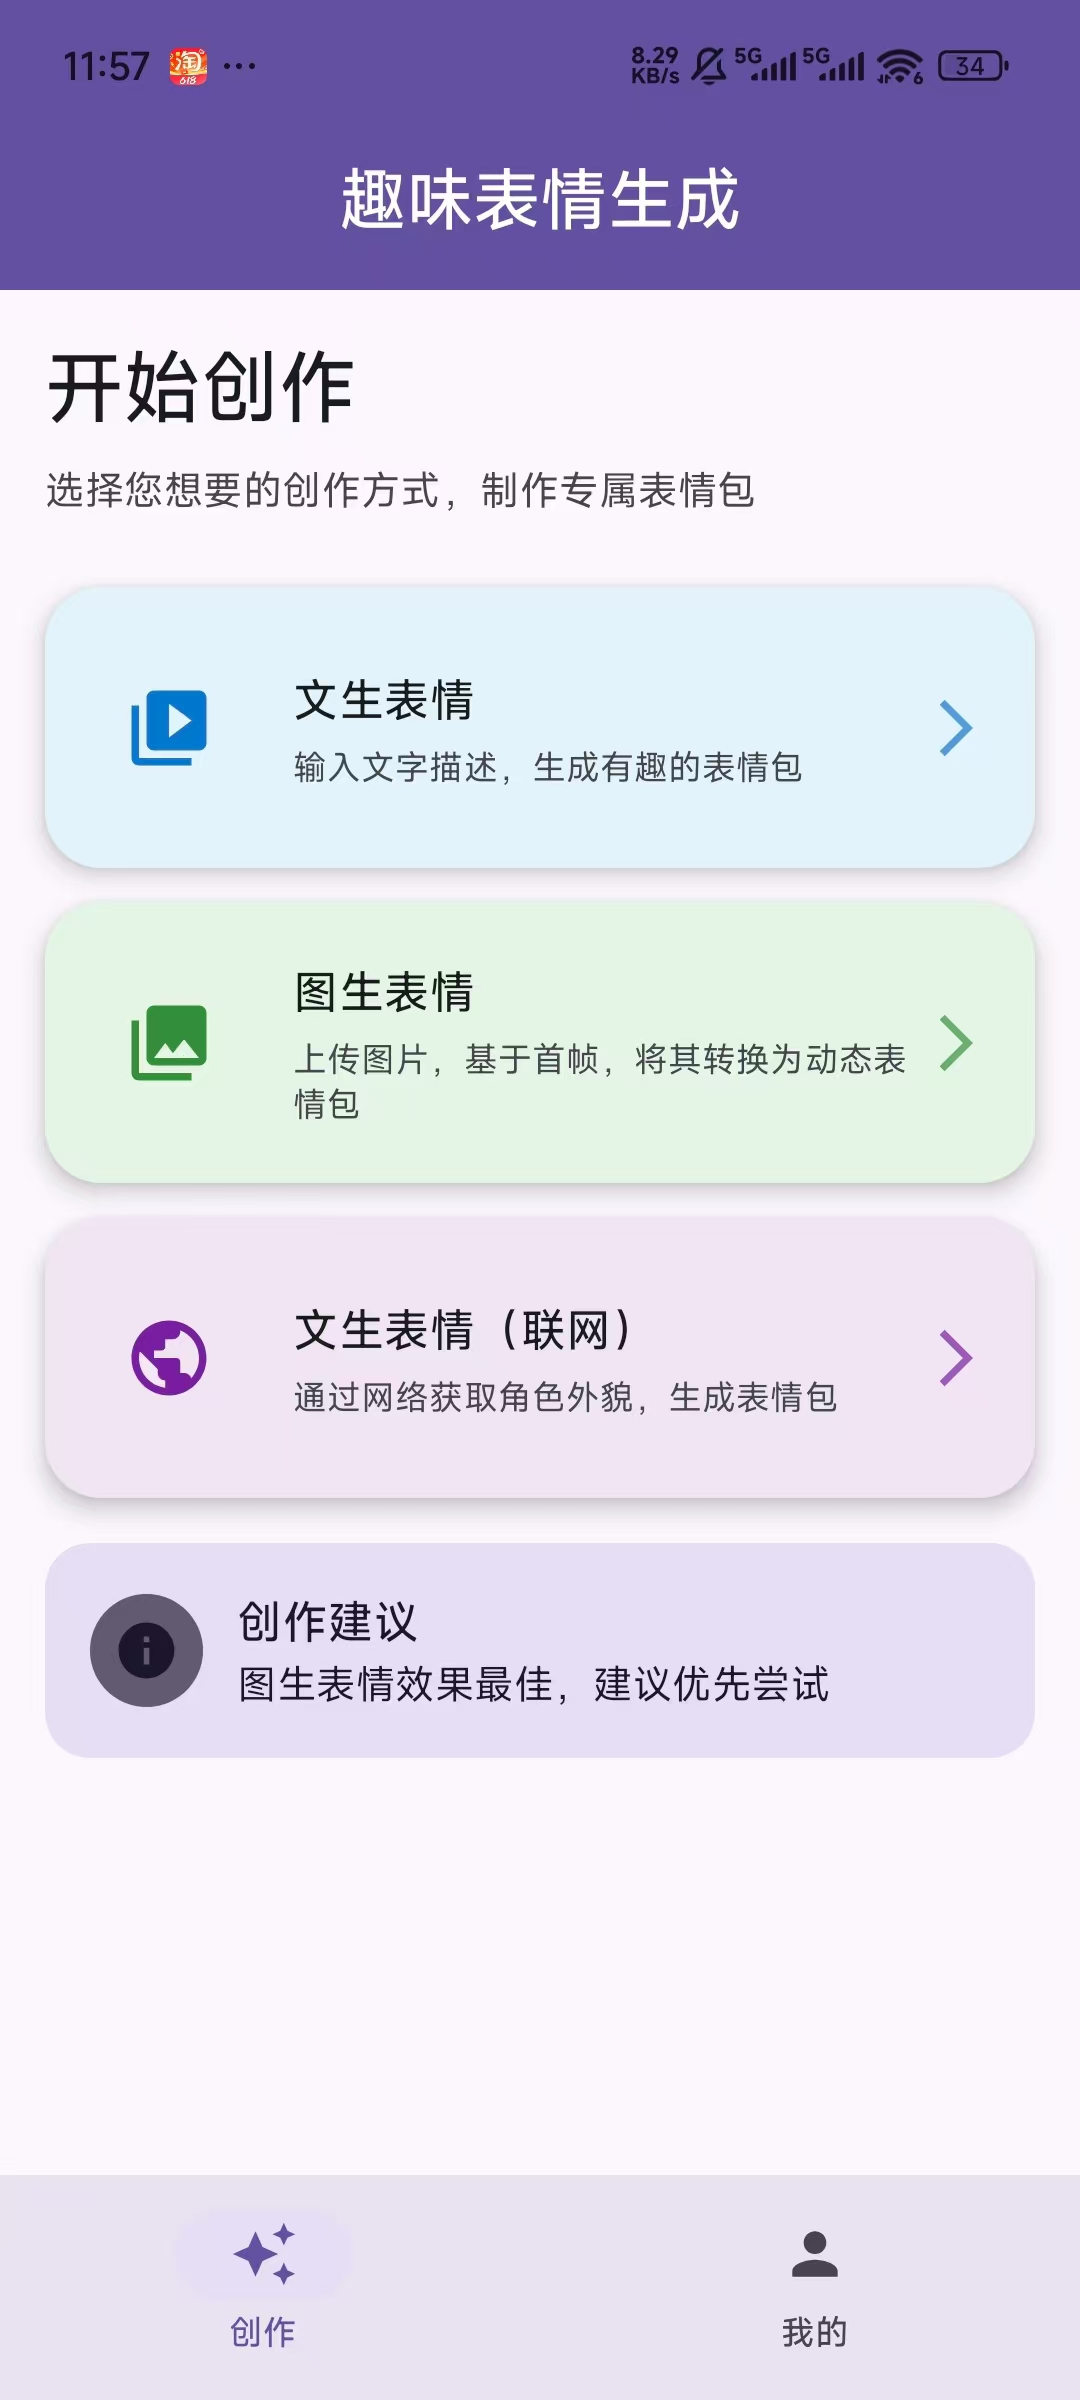 11:57
淘
618
8.29
KB/s
5G
5G
6
34
趣味表情生成
开始创作
选择您想要的创作方式，制作专属表情包
文生表情
输入文字描述，生成有趣的表情包
图生表情
上传图片，基于首帧，将其转换为动态表
情包
文生表情（联网）
通过网络获取角色外貌，生成表情包
创作建议
图生表情效果最佳，建议优先尝试
创作
我的